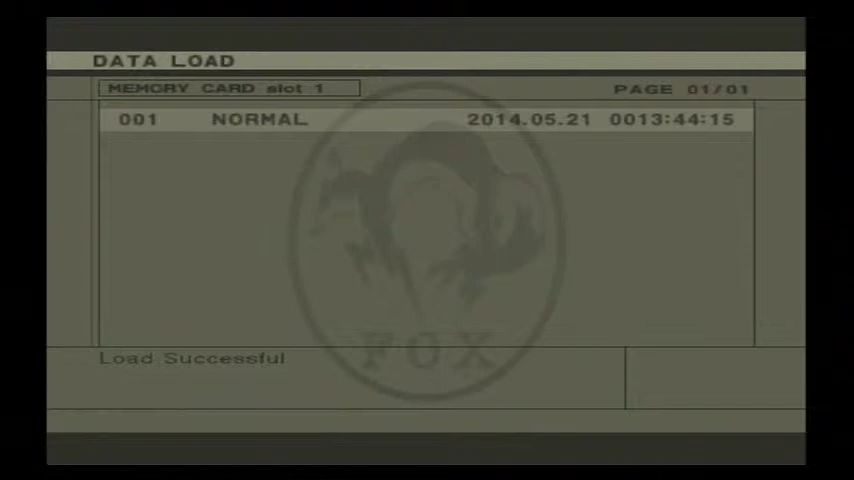 DATA LOAD
MEMORY CARD slot 1 PAGE 01/01
001 NORMAL 2014.05.21 0013:44:15
Load Successful
FOX